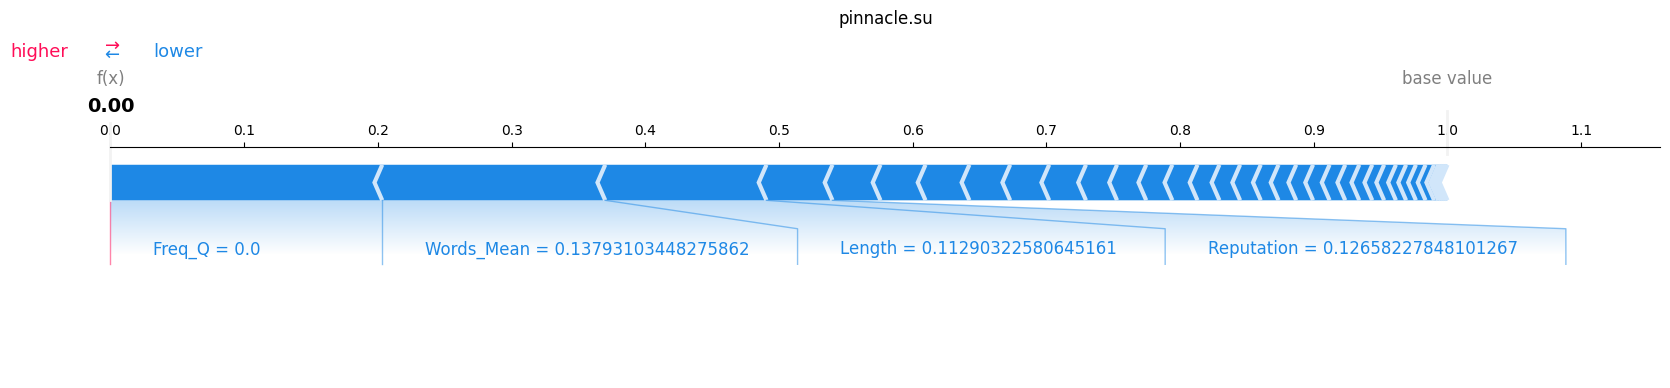 pinnacle.su
higher ⇄ lower
f(x) base value
0.00
0.0 0.1 0.2 0.3 0.4 0.5 0.6 0.7 0.8 0.9 1.0 1.1
Freq_Q = 0.0 Words_Mean = 0.13793103448275862 Length = 0.11290322580645161 Reputation = 0.12658227848101267